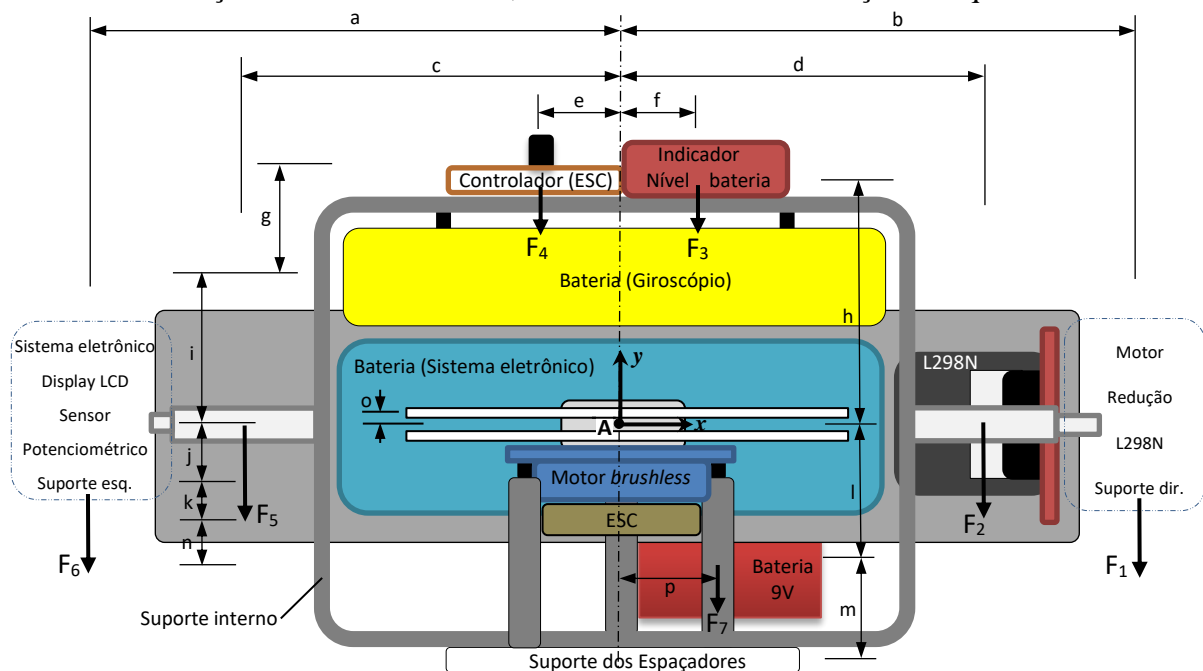 a
b
c
d
e
f
Indicador
Nível bateria
Controlador (ESC)
g
F4
F3
Bateria (Giroscópio)
h
i
Sistema eletrônico
Display LCD
Sensor
Potenciométrico
Suporte esq.
Bateria (Sistema eletrônico)
y
L298N
Motor
Redução
L298N
Suporte dir.
o
A
x
j
k
n
F5
F6
Motor brushless
ESC
l
F2
F1
p
Bateria
9V
m
F7
Suporte interno
Suporte dos Espaçadores